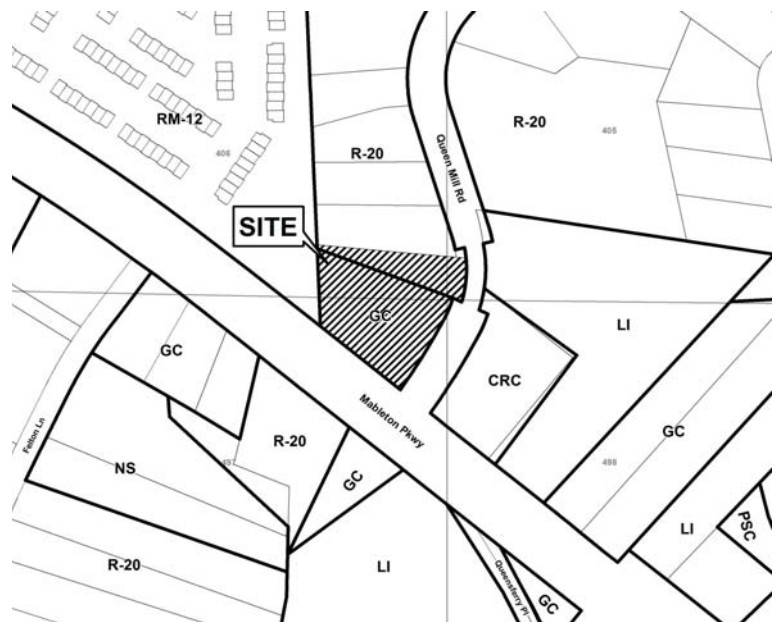 RM-12
406
R-20
Queen Mill Rd
R-20
405
SITE
GC
LI
GC
CRC
Mableton Pkwy
Felton Ln
R-20
GC
NS
497
GC
498
LI
PSC
R-20
LI
Queensferry Pl
GC